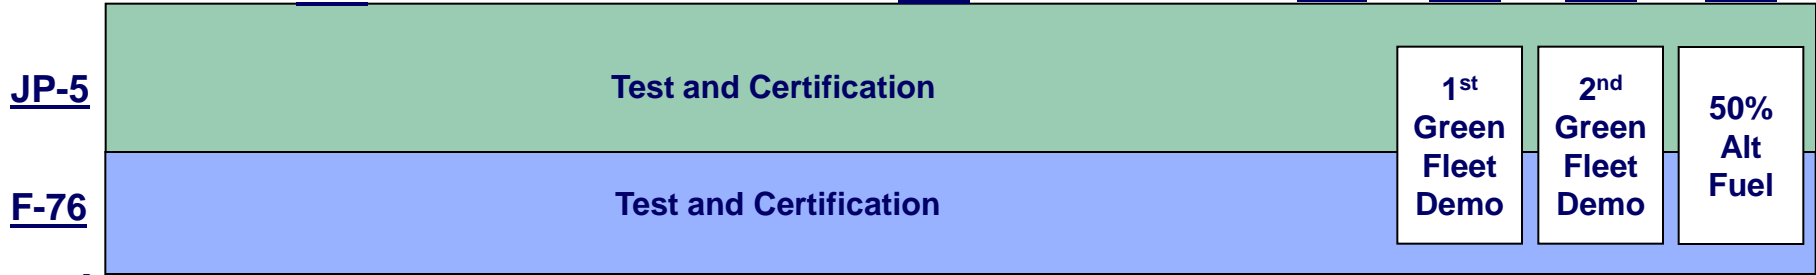 JP-5
Test and Certification
1st
Green
Fleet
Demo
2nd
Green
Fleet
Demo
50%
Alt
Fuel
F-76
Test and Certification